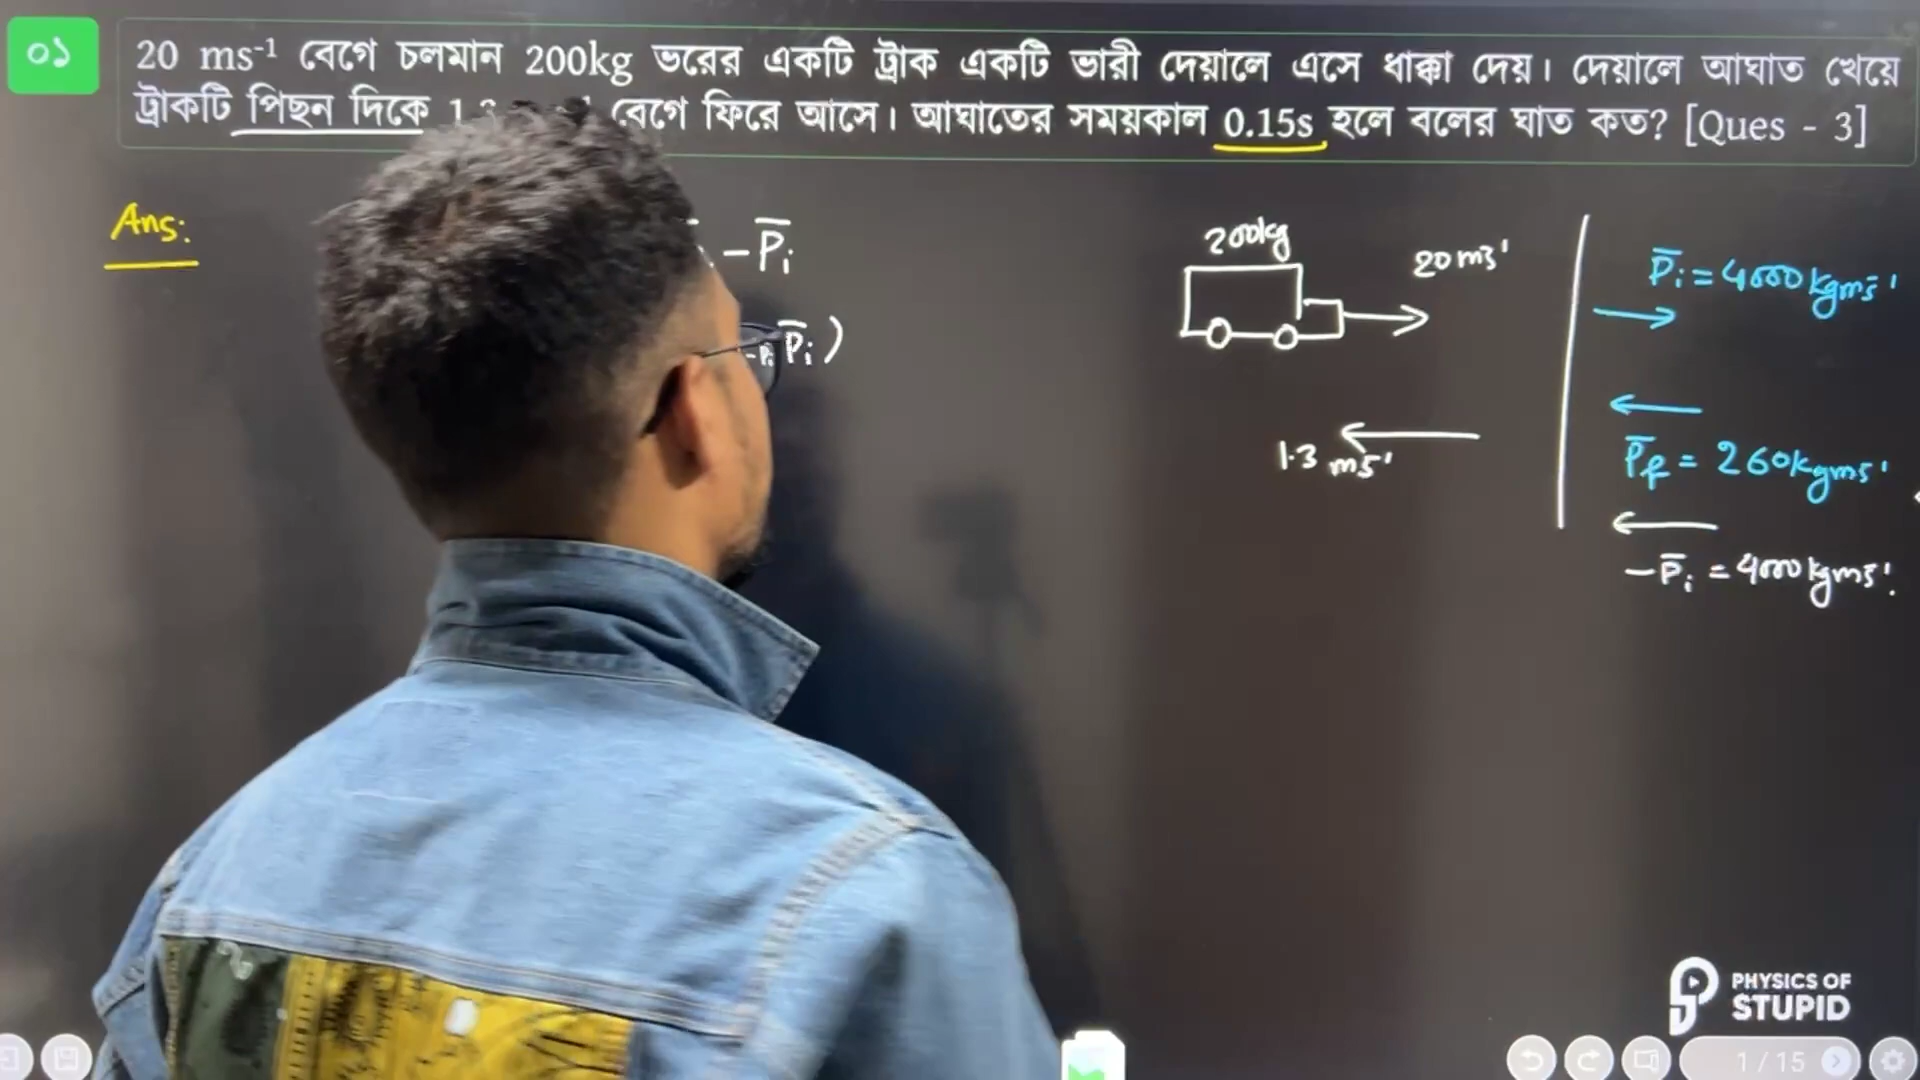 ০১
20 ms⁻¹ বেগে চলমান 200kg ভরের একটি ট্রাক একটি ভারী দেয়ালে এসে ধাক্কা দেয়। দেয়ালে আঘাত খেয়ে
ট্রাকটি পিছন দিকে বেগে ফিরে আসে। আঘাতের সময়কাল 0.15s হলে বলের ঘাত কত? [Ques - 3]
Ans:
- P̅i
P̅i)
200kg
20 ms⁻¹
1.3 ms⁻¹
P̅i = 4000 kgms⁻¹
P̅f = 260kgms⁻¹
-P̅i = 4000 kgms⁻¹.
PHYSICS OF
STUPID
1 / 15